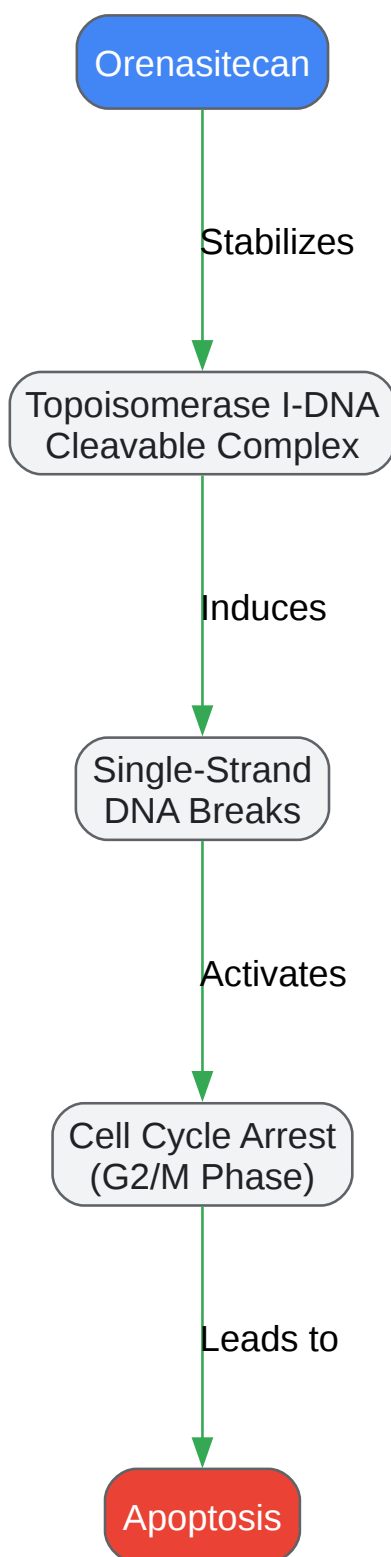 Orenasitecan
Stabilizes
Topoisomerase I-DNA
Cleavable Complex
Induces
Single-Strand
DNA Breaks
Activates
Cell Cycle Arrest
(G2/M Phase)
Leads to
Apoptosis